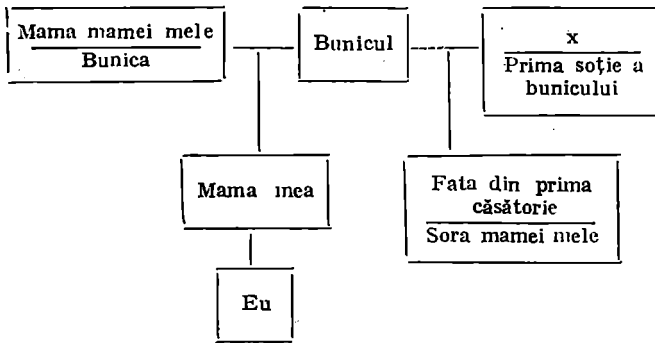 Mama mamei mele
Bunica
Bunicul
x
Prima soție a
bunicului
Mama mea
Fata din prima
căsătorie
Sora mamei mele
Eu